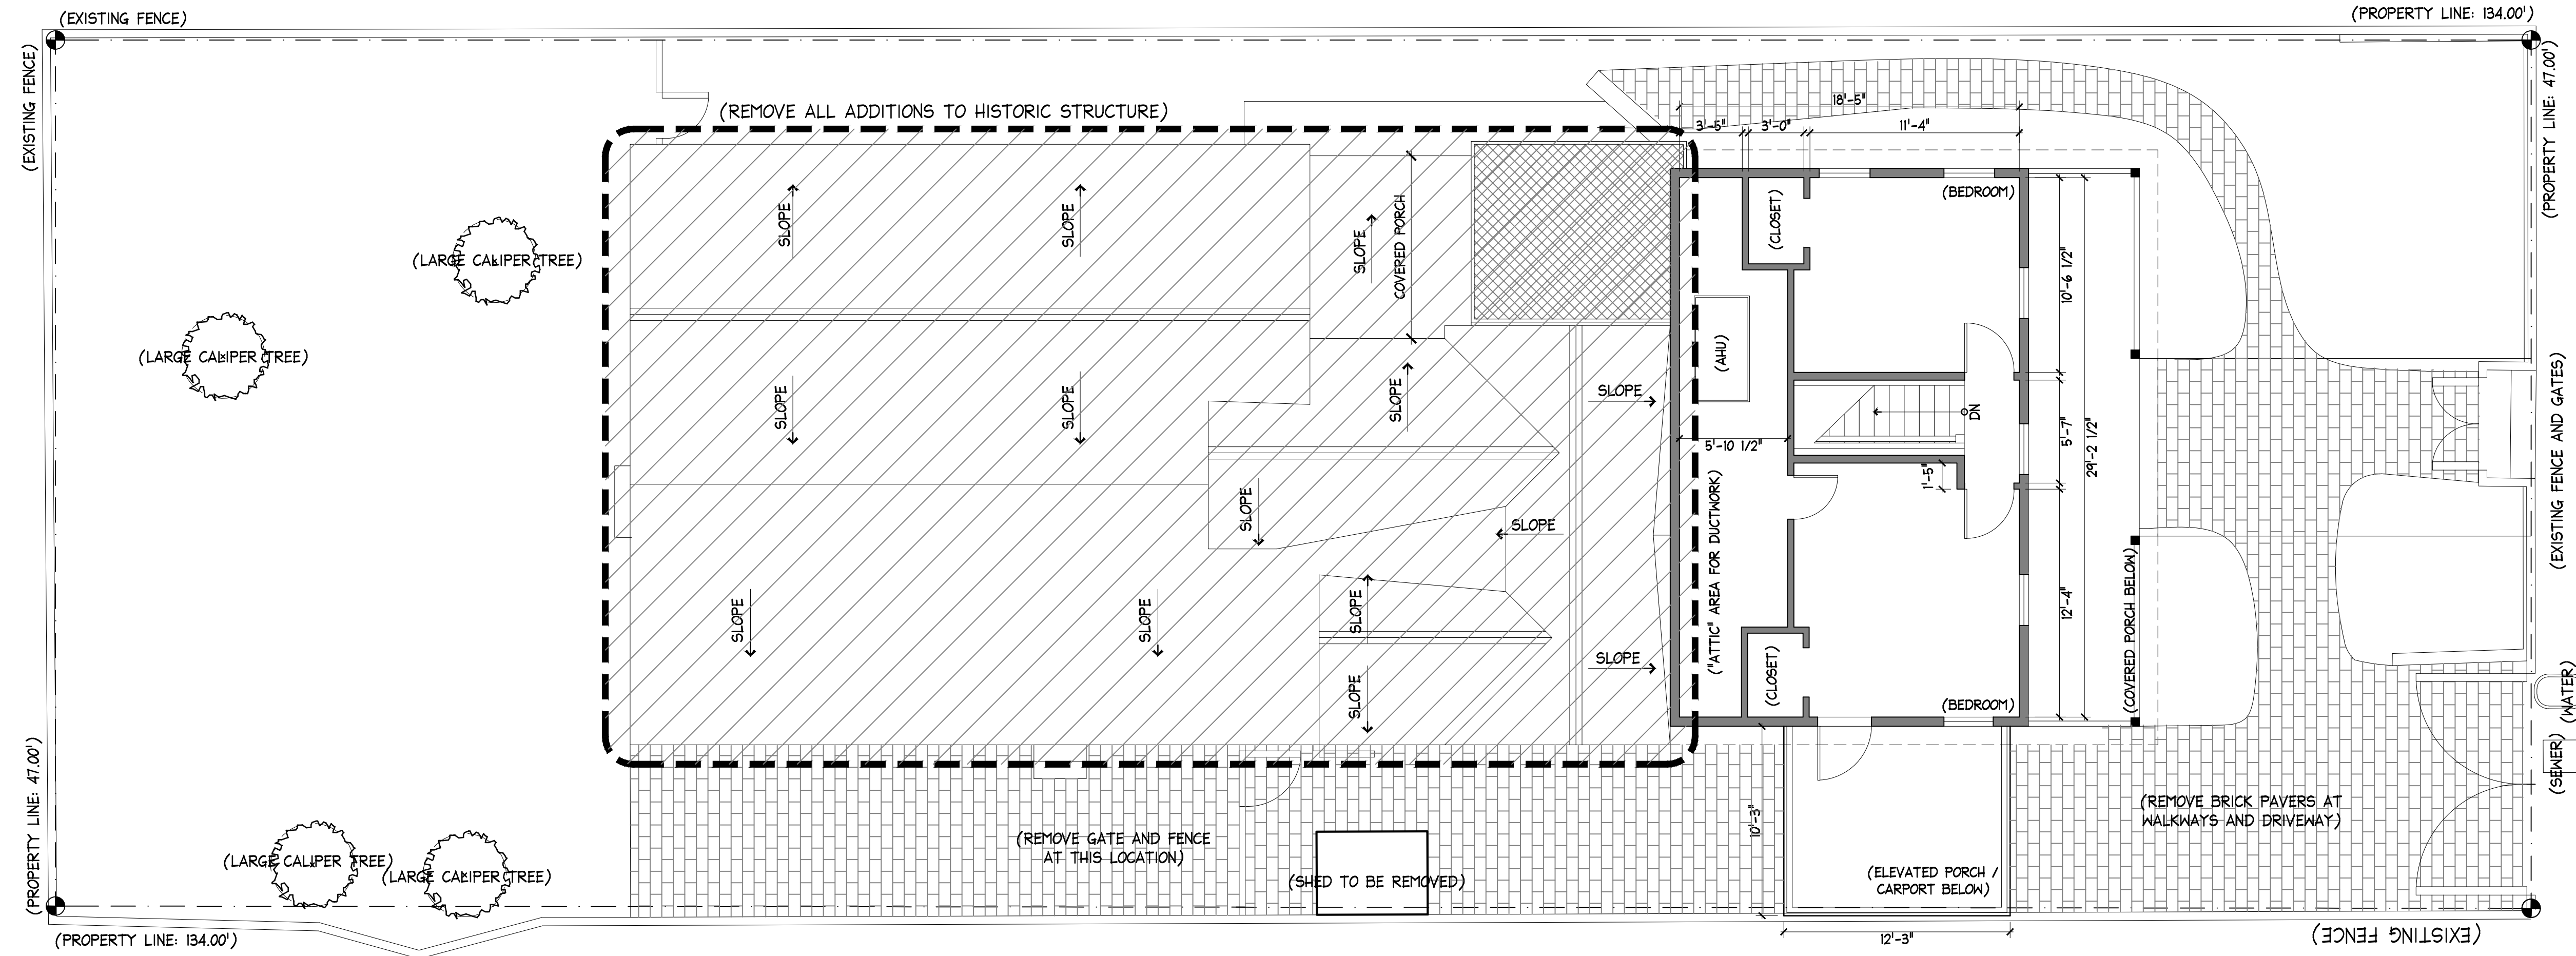 (EXISTING FENCE)
(PROPERTY LINE: 134.00')
(EXISTING FENCE)
(PROPERTY LINE: 47.00')
(REMOVE ALL ADDITIONS TO HISTORIC STRUCTURE)
18'-5"
3'-5"
3'-0"
11'-4"
(BEDROOM)
(CLOSET)
SLOPE
SLOPE
SLOPE
COVERED PORCH
(LARGE CALIPER TREE)
(LARGE CALIPER TREE)
10'-6 1/2"
(AHU)
SLOPE
SLOPE
SLOPE
SLOPE
DN
5'-7"
29'-2 1/2"
(EXISTING FENCE AND GATES)
5'-10 1/2"
1'-5"
SLOPE
SLOPE
("ATTIC" AREA FOR DUCTWORK)
SLOPE
SLOPE
SLOPE
12'-4"
(COVERED PORCH BELOW)
SLOPE
SLOPE
(CLOSET)
(BEDROOM)
(WATER)
(SEWER)
(PROPERTY LINE: 47.00')
10'-3"
(REMOVE BRICK PAVERS AT
WALKWAYS AND DRIVEWAY)
(REMOVE GATE AND FENCE
AT THIS LOCATION)
(LARGE CALIPER TREE)
(LARGE CALIPER TREE)
(SHED TO BE REMOVED)
(ELEVATED PORCH /
CARPORT BELOW)
(PROPERTY LINE: 134.00')
12'-3"
(EXISTING FENCE)